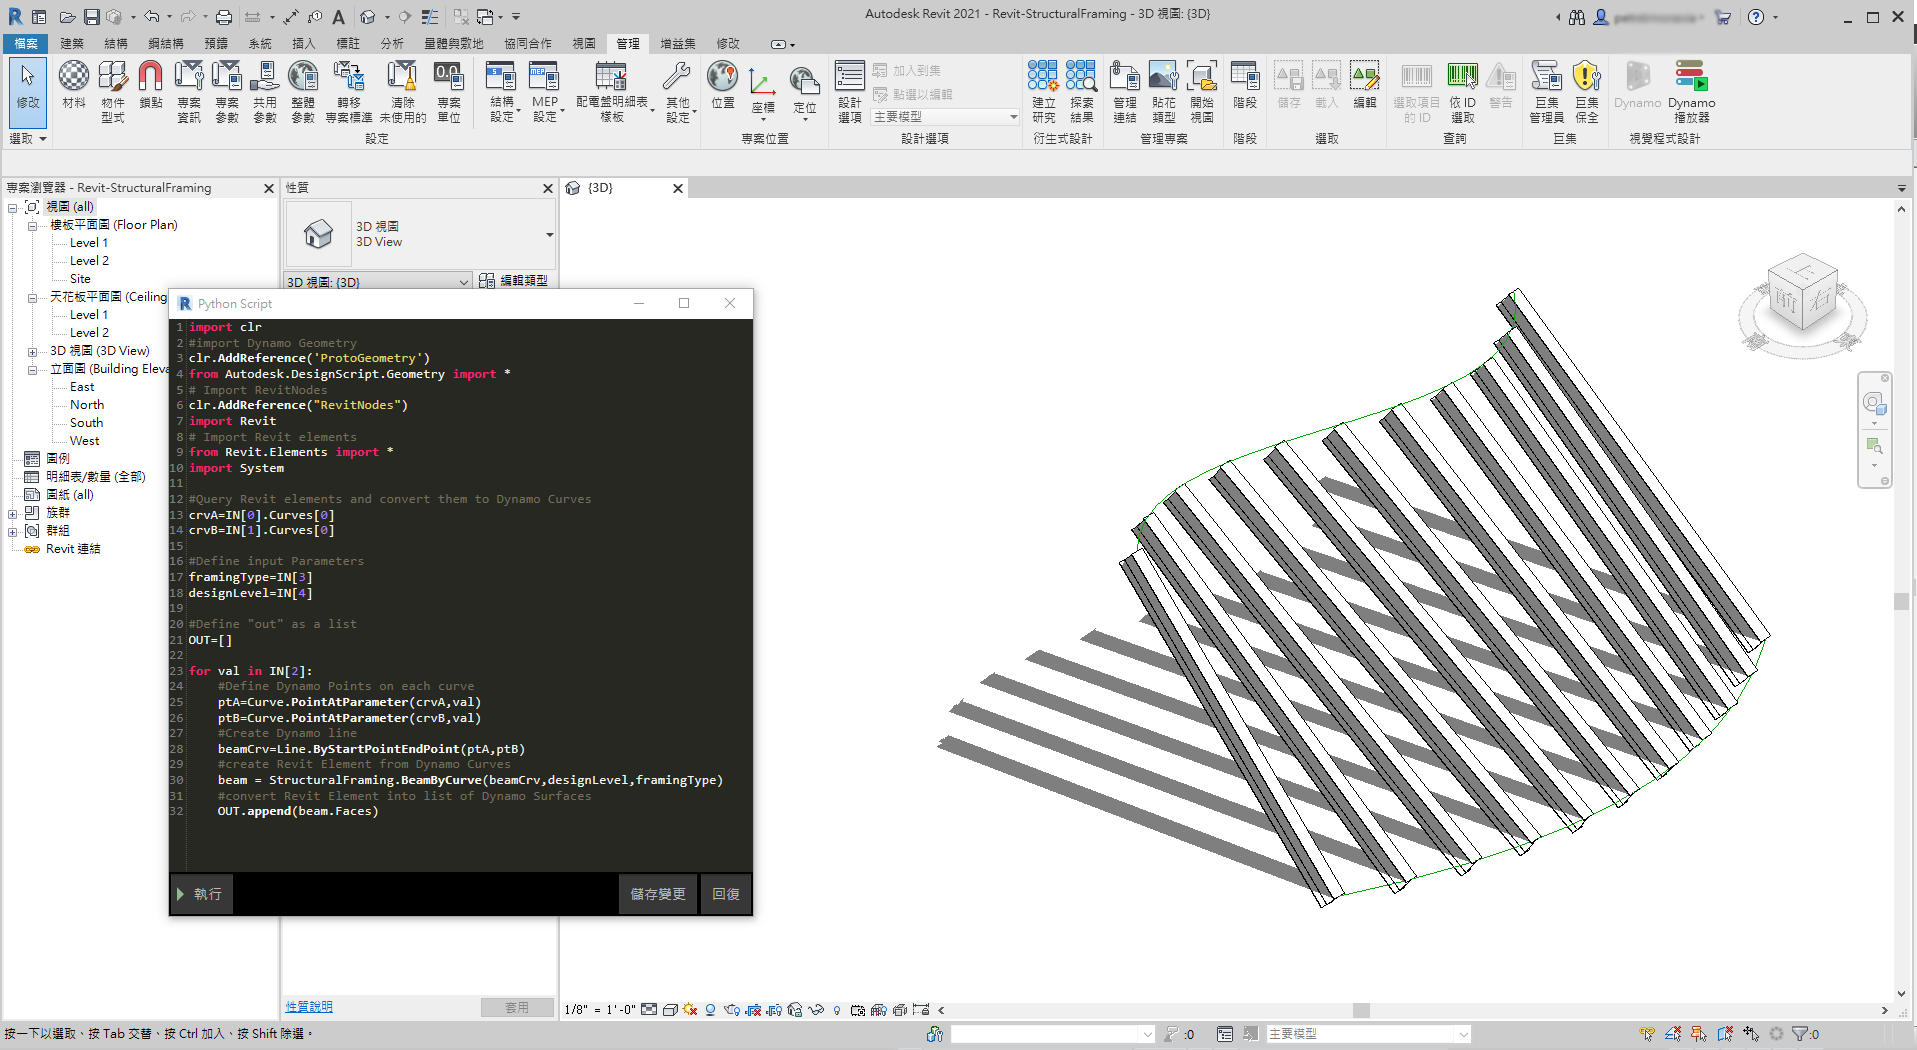 Autodesk Revit 2021 - Revit-StructuralFraming - 3D 視圖: {3D}
檔案 建築 結構 鋼結構 預鑄 系統 插入 標註 分析 量體與敷地 協同合作 視圖 管理 增益集 修改
修改
材料
物件型式
鎖點
專案資訊
專案參數
共用參數
整體參數
轉移專案標準
清除未使用的
專案單位
結構設定
MEP 設定
配電盤明細表樣板
其他設定
位置
座標
定位
設計選項
加入到集
點選以編輯
主要模型
建立研究
探索結果
管理連結
貼花類型
開始視圖
階段
儲存
載入
編輯
選取項目的 ID
依 ID 選取
警告
巨集管理員
巨集保全
Dynamo
Dynamo 播放器
選取 設定 專案位置 設計選項 衍生式設計 管理專案 階段 選取 查詢 巨集 視覺程式設計
專案瀏覽器 - Revit-StructuralFraming
視圖 (all)
樓板平面圖 (Floor Plan)
Level 1
Level 2
Site
天花板平面圖 (Ceiling
Level 1
Level 2
3D 視圖 (3D View)
立面圖 (Building Eleva
East
North
South
West
圖例
明細表/數量 (全部)
圖紙 (all)
族群
群組
Revit 連結
性質
3D 視圖
3D View
3D 視圖: {3D}
編輯類型
{3D}
Python Script
1 import clr
2 #import Dynamo Geometry
3 clr.AddReference('ProtoGeometry')
4 from Autodesk.DesignScript.Geometry import *
5 # Import RevitNodes
6 clr.AddReference("RevitNodes")
7 import Revit
8 # Import Revit elements
9 from Revit.Elements import *
10 import System
11
12 #Query Revit elements and convert them to Dynamo Curves
13 crvA=IN[0].Curves[0]
14 crvB=IN[1].Curves[0]
15
16 #Define input Parameters
17 framingType=IN[3]
18 designLevel=IN[4]
19
20 #Define "out" as a list
21 OUT=[]
22
23 for val in IN[2]:
24 #Define Dynamo Points on each curve
25 ptA=Curve.PointAtParameter(crvA,val)
26 ptB=Curve.PointAtParameter(crvB,val)
27 #Create Dynamo line
28 beamCrv=Line.ByStartPointEndPoint(ptA,ptB)
29 #create Revit Element from Dynamo Curves
30 beam = StructuralFraming.BeamByCurve(beamCrv,designLevel,framingType)
31 #convert Revit Element into list of Dynamo Surfaces
32 OUT.append(beam.Faces)
執行
儲存變更
回復
上
前
右
性質說明
套用
1/8" = 1'-0"
按一下以選取、按 Tab 交替、按 Ctrl 加入、按 Shift 除選。
:0
主要模型
:0